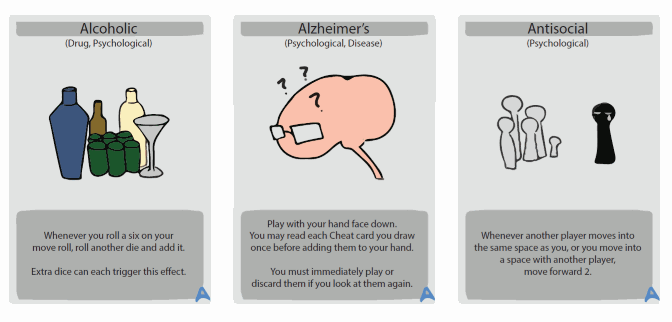 Alcoholic
(Drug, Psychological)
Whenever you roll a six on your
move roll, roll another die and add it.
Extra dice can each trigger this effect.
Alzheimer's
(Psychological, Disease)
? ? ?
Play with your hand face down.
You may read each Cheat card you draw
once before adding them to your hand.
You must immediately play or
discard them if you look at them again.
Antisocial
(Psychological)
Whenever another player moves into
the same space as you, or you move into
a space with another player,
move forward 2.